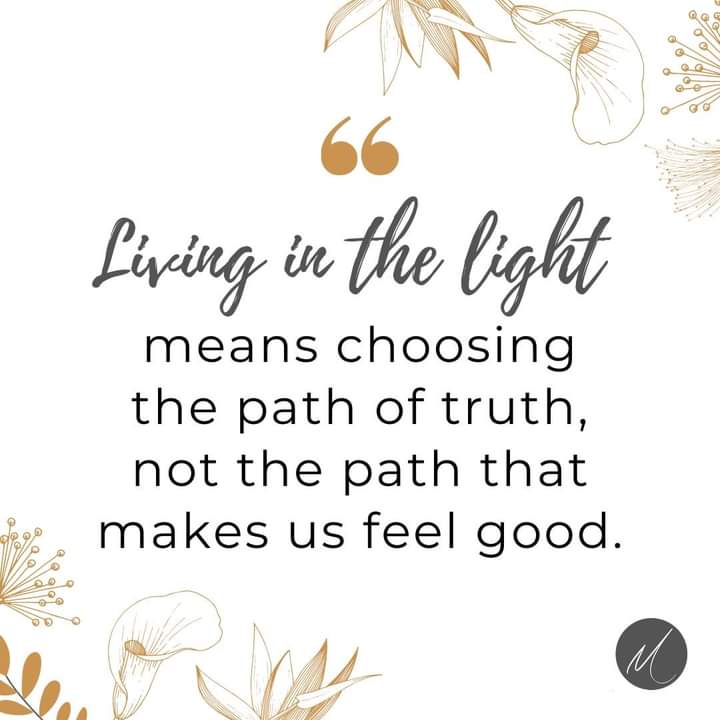 “
Living in the light
means choosing
the path of truth,
not the path that
makes us feel good.
M